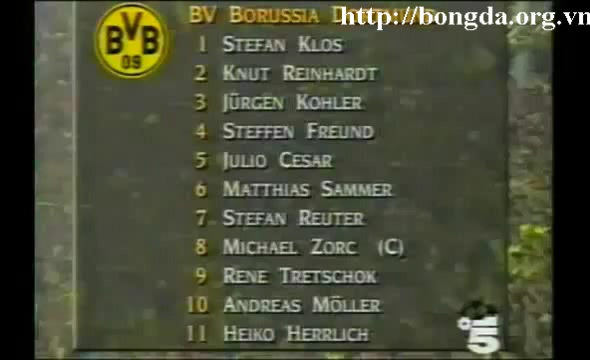 http://bongda.org.vn
BV BORUSSIA DORTMUND
BVB
09
1 STEFAN KLOS
2 KNUT REINHARDT
3 JÜRGEN KOHLER
4 STEFFEN FREUND
5 JULIO CESAR
6 MATTHIAS SAMMER
7 STEFAN REUTER
8 MICHAEL ZORC (C)
9 RENE TRETSCHOK
10 ANDREAS MÖLLER
11 HEIKO HERRLICH
5